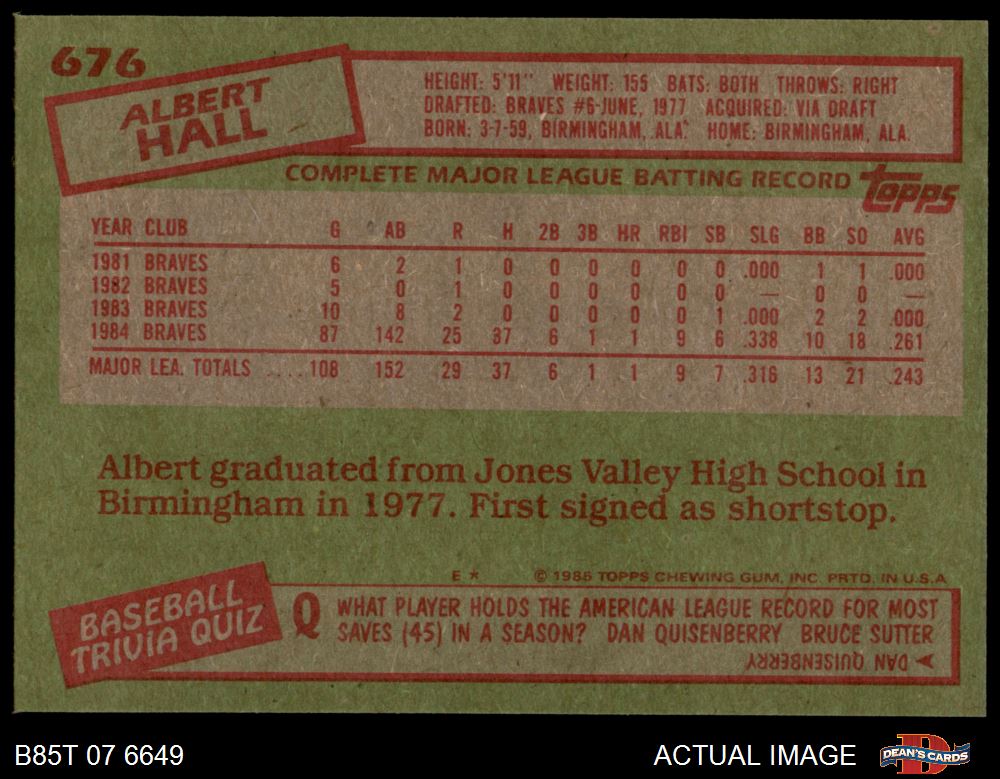 676
ALBERT
HALL
HEIGHT: 5'11" WEIGHT: 155 BATS: BOTH THROWS: RIGHT
DRAFTED: BRAVES #6-JUNE, 1977 ACQUIRED: VIA DRAFT
BORN: 3-7-59, BIRMINGHAM, ALA. HOME: BIRMINGHAM, ALA.
COMPLETE MAJOR LEAGUE BATTING RECORD
TOPPS
YEAR CLUB G AB R H 2B 3B HR RBI SB SLG BB SO AVG
1981 BRAVES 6 2 1 0 0 0 0 0 0 .000 1 1 .000
1982 BRAVES 5 0 1 0 0 0 0 0 0 — 0 0 —
1983 BRAVES 10 8 2 0 0 0 0 0 1 .000 2 2 .000
1984 BRAVES 87 142 25 37 6 1 1 9 6 .338 10 18 .261
MAJOR LEA. TOTALS ....108 152 29 37 6 1 1 9 7 .316 13 21 .243
Albert graduated from Jones Valley High School in
Birmingham in 1977. First signed as shortstop.
E * © 1985 TOPPS CHEWING GUM, INC. PRTD. IN U.S.A
BASEBALL
TRIVIA QUIZ
Q WHAT PLAYER HOLDS THE AMERICAN LEAGUE RECORD FOR MOST
SAVES (45) IN A SEASON? DAN QUISENBERRY BRUCE SUTTER
DAN QUISENBERRY
B85T 07 6649
ACTUAL IMAGE
D
DEAN'S CARDS